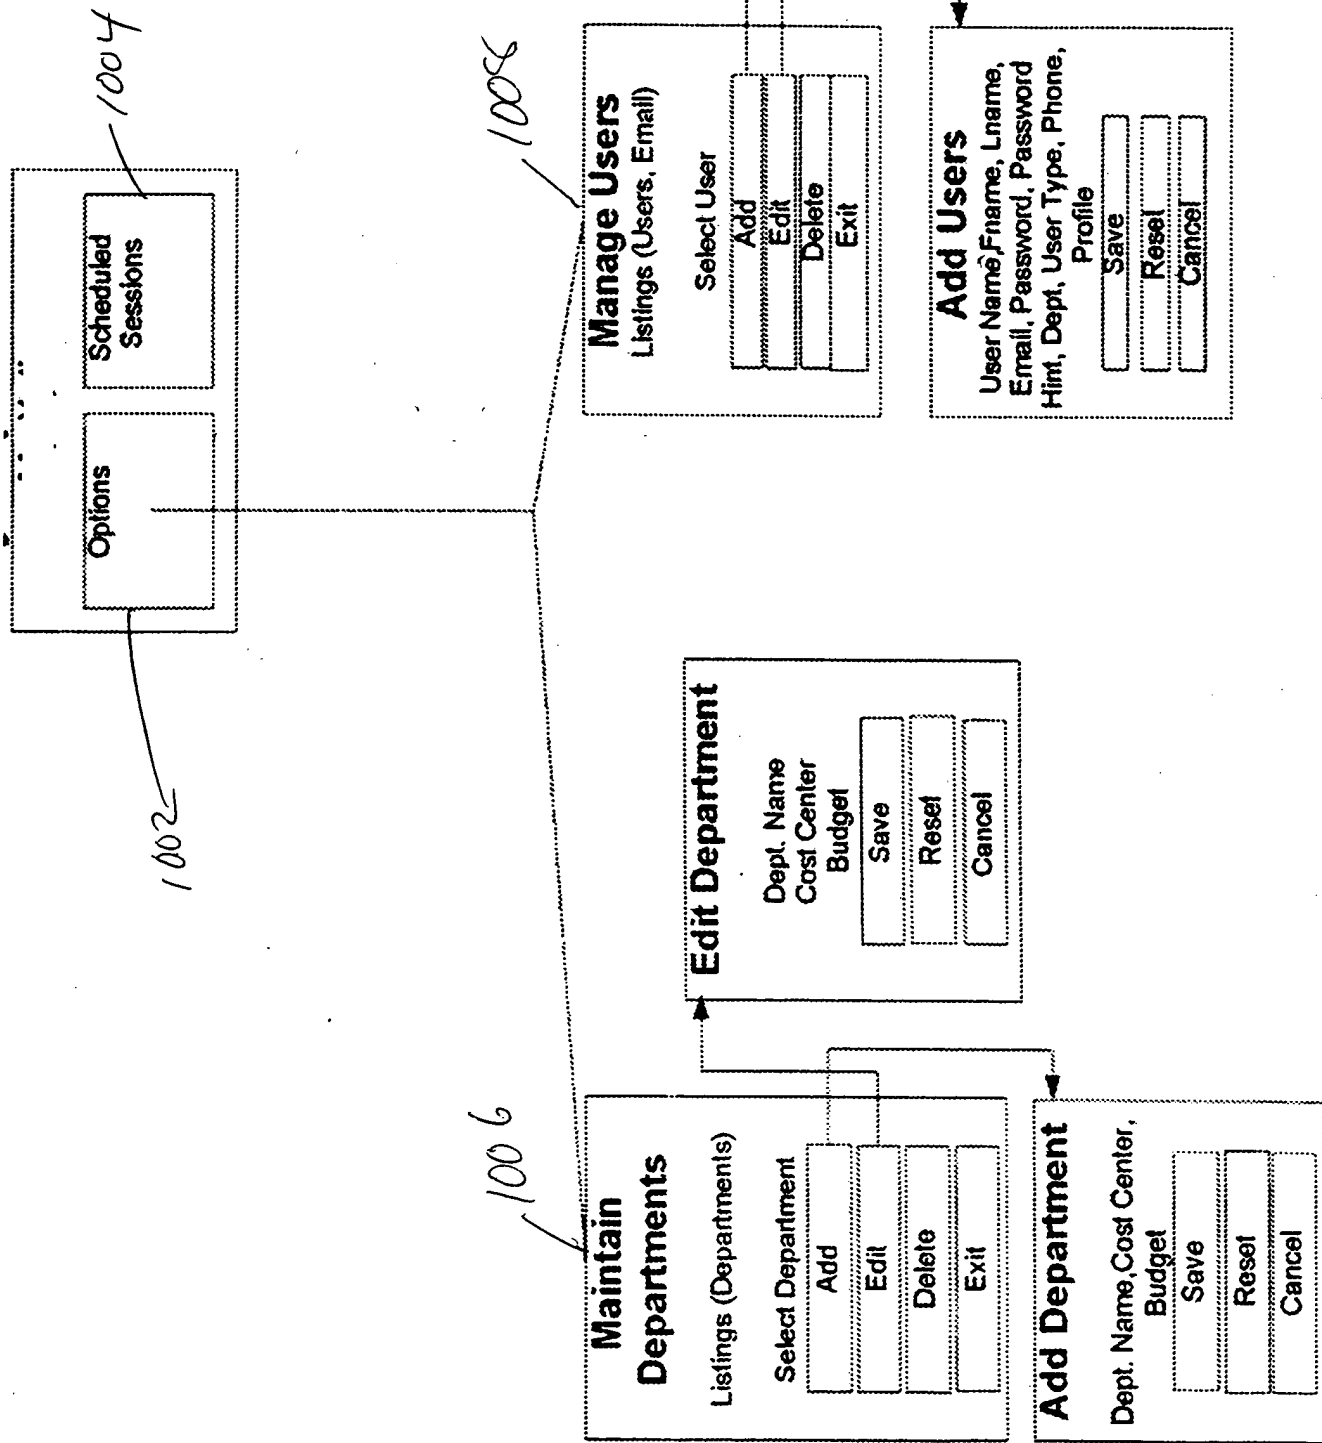 Options
Scheduled
Sessions
1002
1004
1006
Maintain
Departments
Listings (Departments)
Select Department
Add
Edit
Delete
Exit
Edit Department
Dept. Name
Cost Center
Budget
Save
Reset
Cancel
Add Department
Dept. Name,Cost Center,
Budget
Save
Reset
Cancel
1008
Manage Users
Listings (Users, Email)
Select User
Add
Edit
Delete
Exit
Add Users
User Name,Fname, Lname,
Email, Password, Password
Hint, Dept, User Type, Phone,
Profile
Save
Reset
Cancel